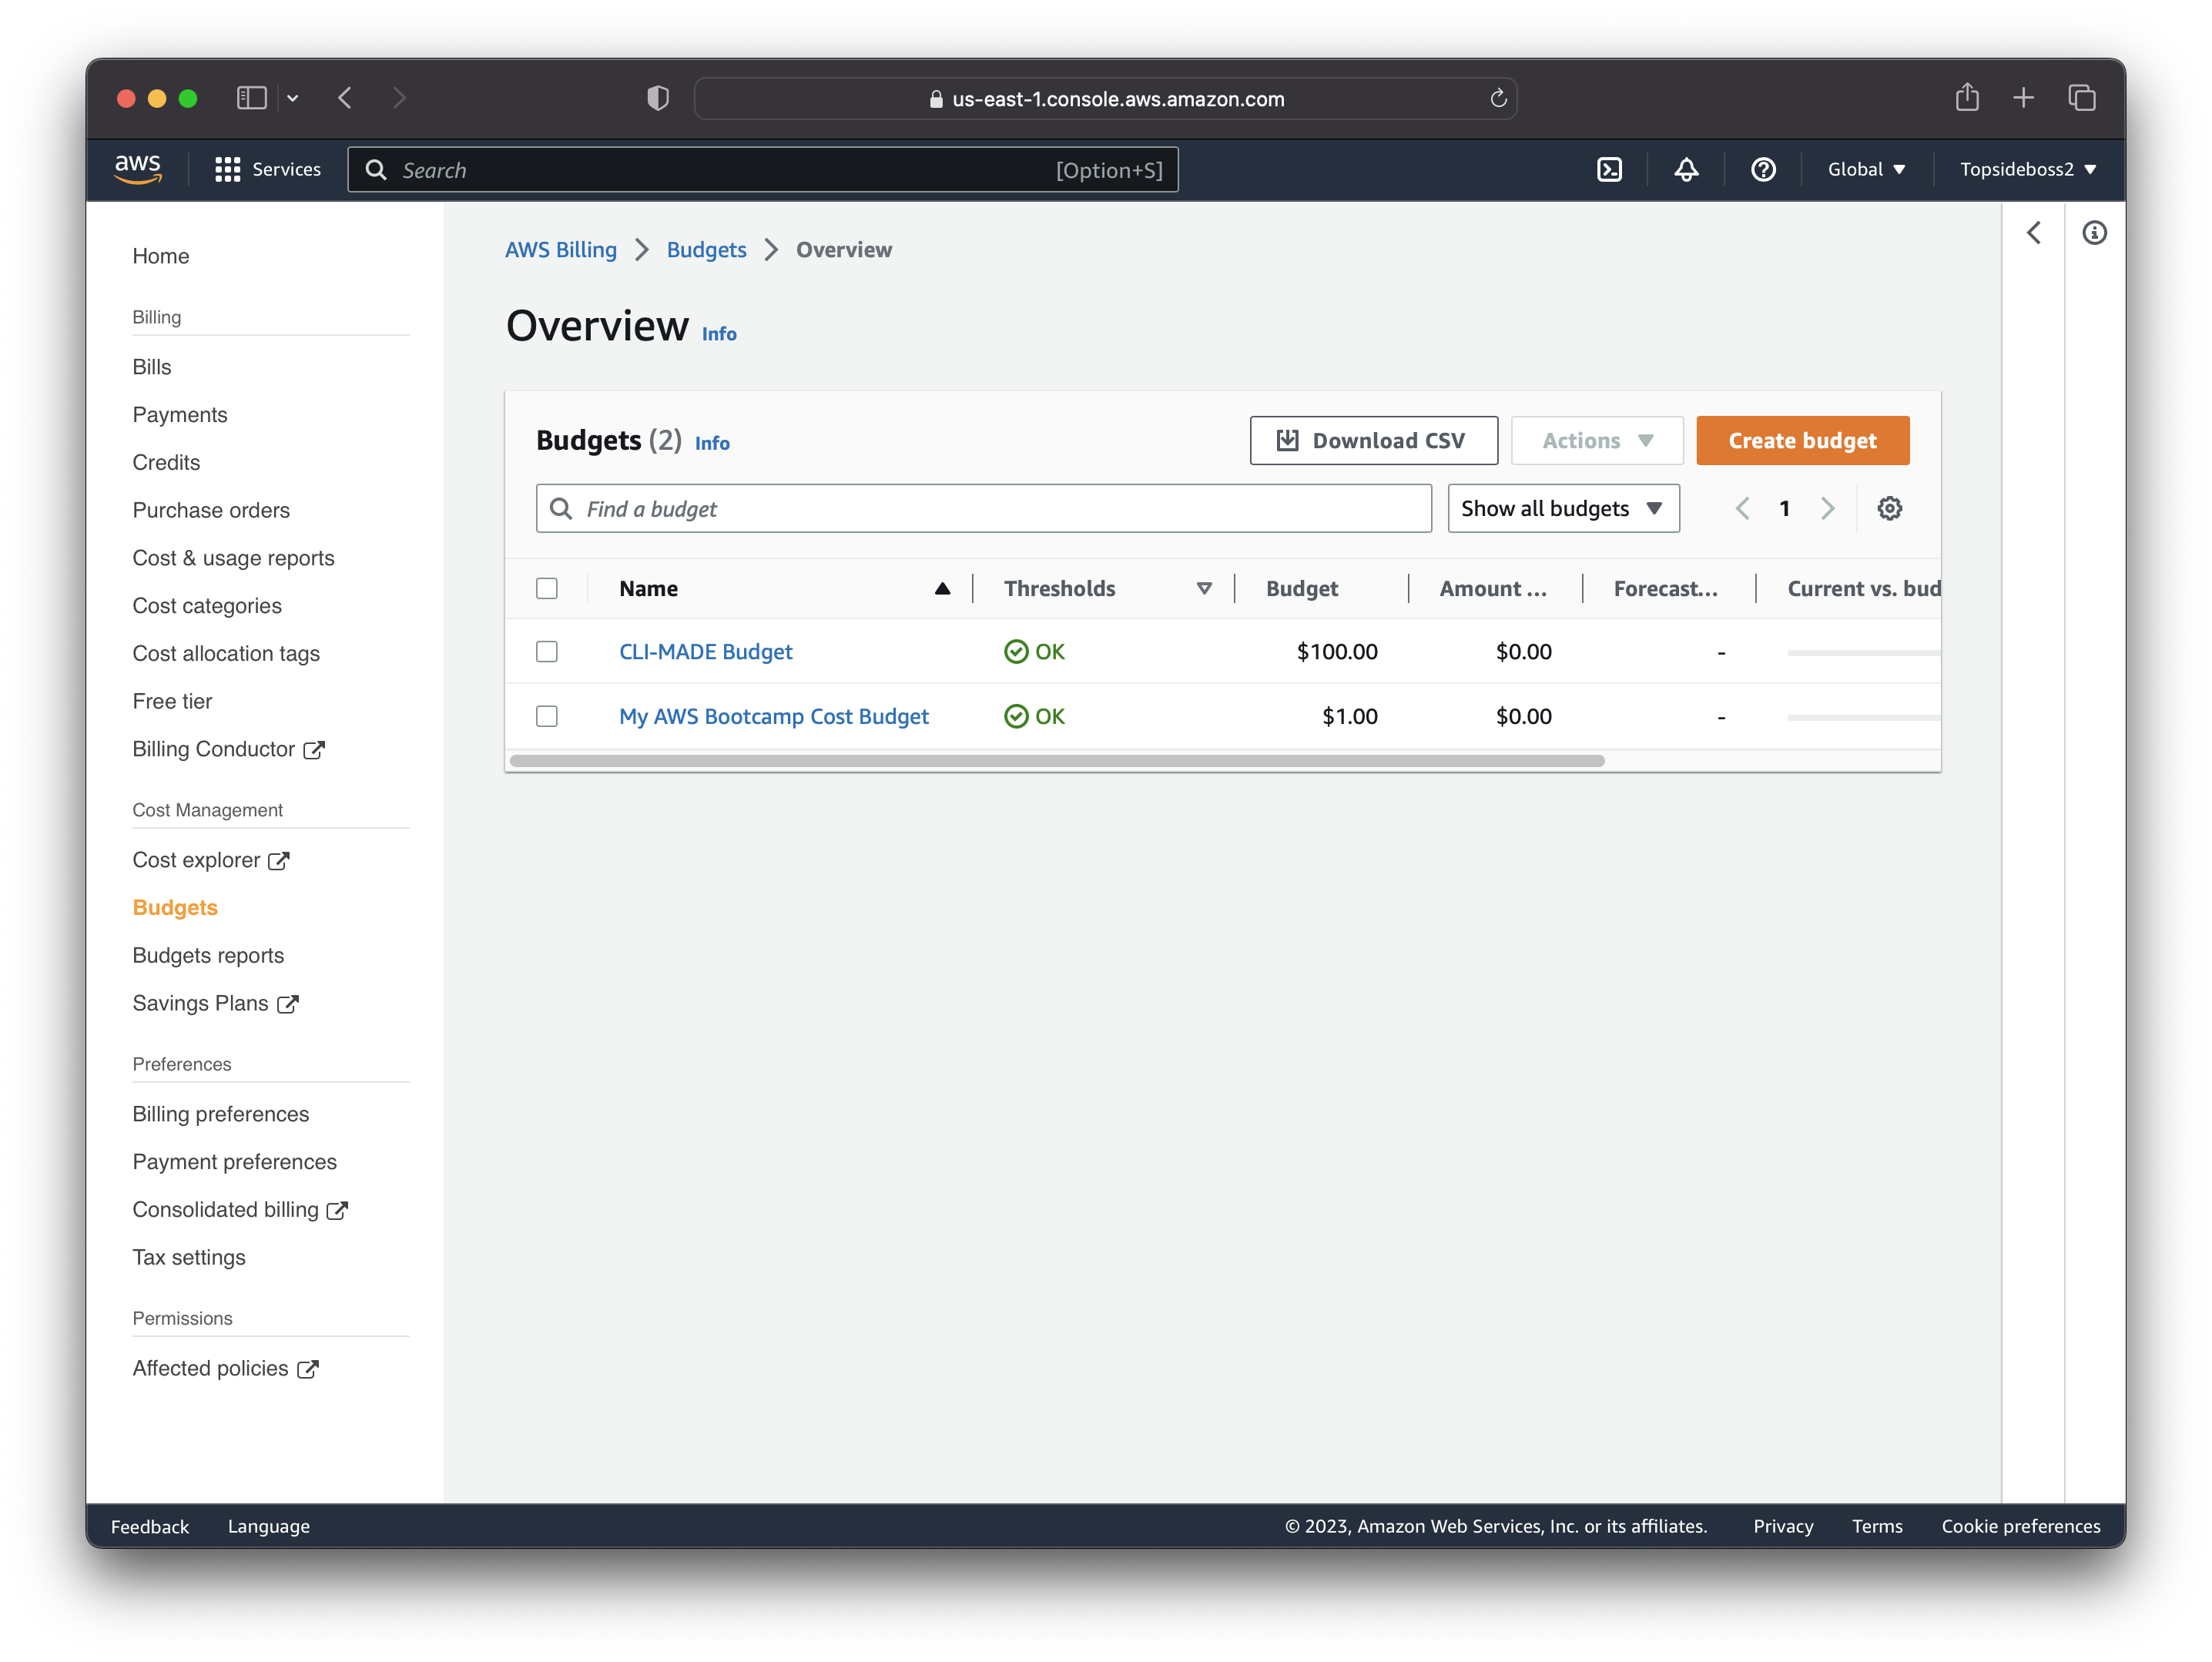 us-east-1.console.aws.amazon.com
aws Services Search [Option+S] Global Topsideboss2
Home
Billing
Bills
Payments
Credits
Purchase orders
Cost & usage reports
Cost categories
Cost allocation tags
Free tier
Billing Conductor
Cost Management
Cost explorer
Budgets
Budgets reports
Savings Plans
Preferences
Billing preferences
Payment preferences
Consolidated billing
Tax settings
Permissions
Affected policies
AWS Billing Budgets Overview
Overview Info
Budgets (2) Info Download CSV Actions Create budget
Find a budget Show all budgets 1
Name Thresholds Budget Amount ... Forecast... Current vs. bud
CLI-MADE Budget OK $100.00 $0.00 -
My AWS Bootcamp Cost Budget OK $1.00 $0.00 -
Feedback Language © 2023, Amazon Web Services, Inc. or its affiliates. Privacy Terms Cookie preferences